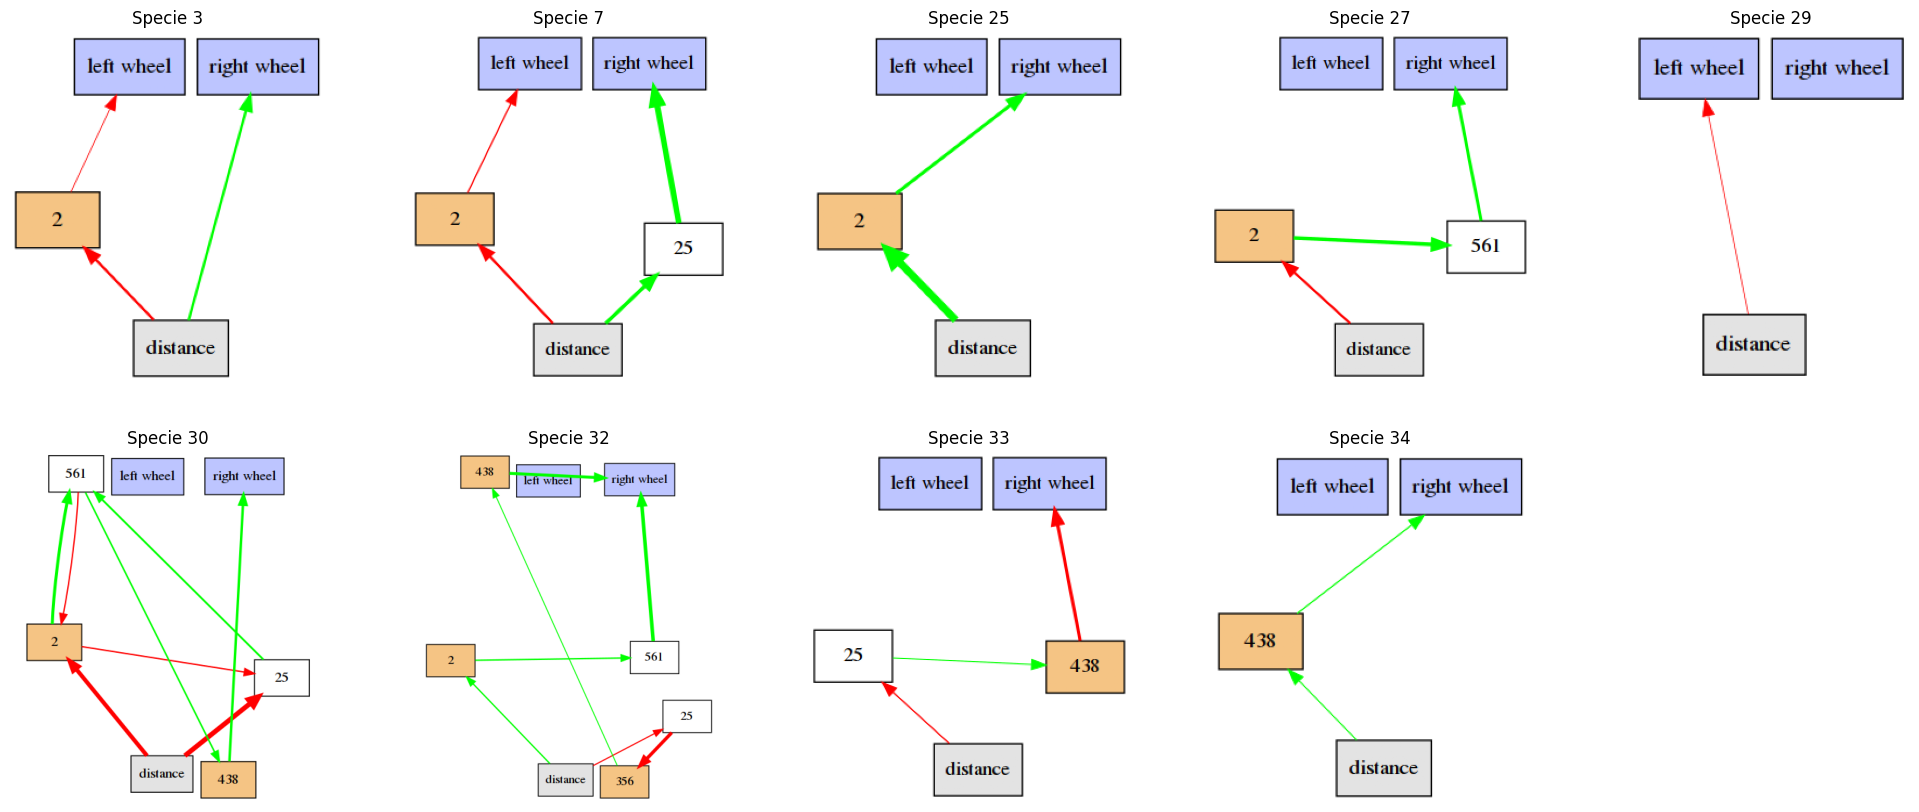 Specie 3
left wheel
right wheel
2
distance
Specie 7
left wheel
right wheel
2
25
distance
Specie 25
left wheel
right wheel
2
distance
Specie 27
left wheel
right wheel
2
561
distance
Specie 29
left wheel
right wheel
distance
Specie 30
561
left wheel
right wheel
2
25
distance
438
Specie 32
438
left wheel
right wheel
2
561
25
distance
356
Specie 33
left wheel
right wheel
25
438
distance
Specie 34
left wheel
right wheel
438
distance